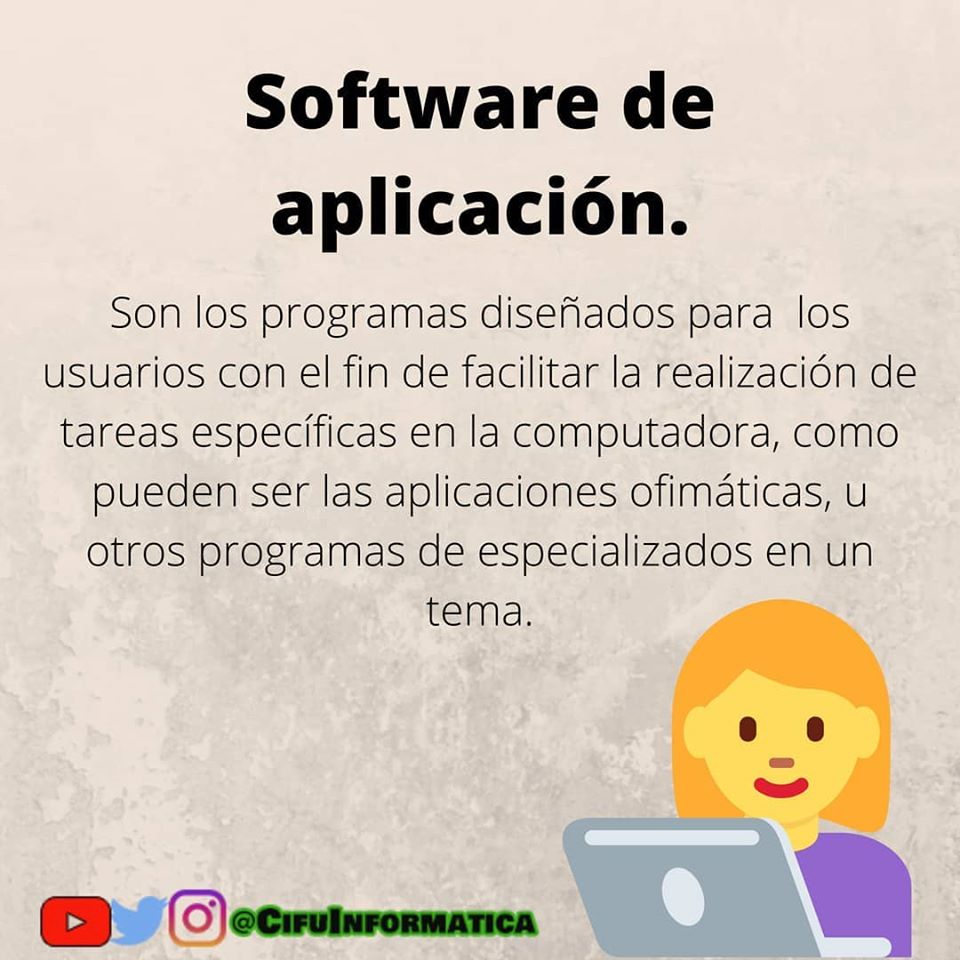 Software de
aplicación.
Son los programas diseñados para los
usuarios con el fin de facilitar la realización de
tareas específicas en la computadora, como
pueden ser las aplicaciones ofimáticas, u
otros programas de especializados en un
tema.
@CifuInformatica